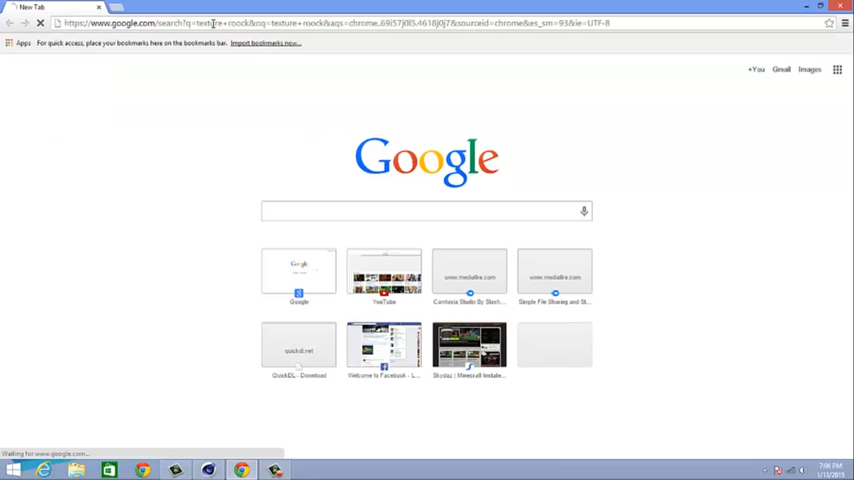 New Tab
https://www.google.com/search?q=texture+roock&oq=texture+roock&aqs=chrome..69i57j0l5.4618j0j7&sourceid=chrome&es_sm=93&ie=UTF-8
Apps For quick access, place your bookmarks here on the bookmarks bar. Import bookmarks now...
+You Gmail Images
Google
Google
www.mediafire.com
www.mediafire.com
Google
YouTube
Camtasia Studio By Slash...
Simple File Sharing and St...
quickdl.net
QuickDL - Download
Welcome to Facebook - L...
Skydaz | Minecraft Installe...
Waiting for www.google.com...
7:06 PM
1/13/2015